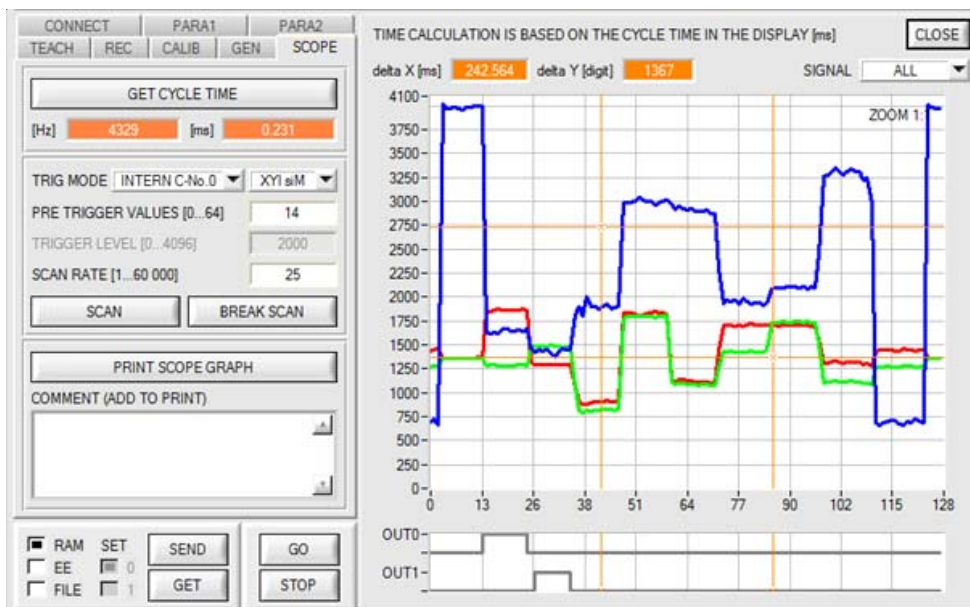 CONNECT PARA1 PARA2
TEACH REC CALIB GEN SCOPE
GET CYCLE TIME
[Hz] 4329 [ms] 0.231
TRIG MODE INTERN C-No.0 XYI siM
PRE TRIGGER VALUES [0...64] 14
TRIGGER LEVEL [0...4096] 2000
SCAN RATE [1...60 000] 25
SCAN BREAK SCAN
PRINT SCOPE GRAPH
COMMENT (ADD TO PRINT)
RAM SET SEND GO
EE 0
FILE 1 GET STOP
TIME CALCULATION IS BASED ON THE CYCLE TIME IN THE DISPLAY [ms] CLOSE
delta X [ms] 242.564 delta Y [digit] 1367 SIGNAL ALL
ZOOM 1:
4100
3750
3500
3250
3000
2750
2500
2250
2000
1750
1500
1250
1000
750
500
250
0
0 13 26 38 51 64 77 90 102 115 128
OUT0
OUT1